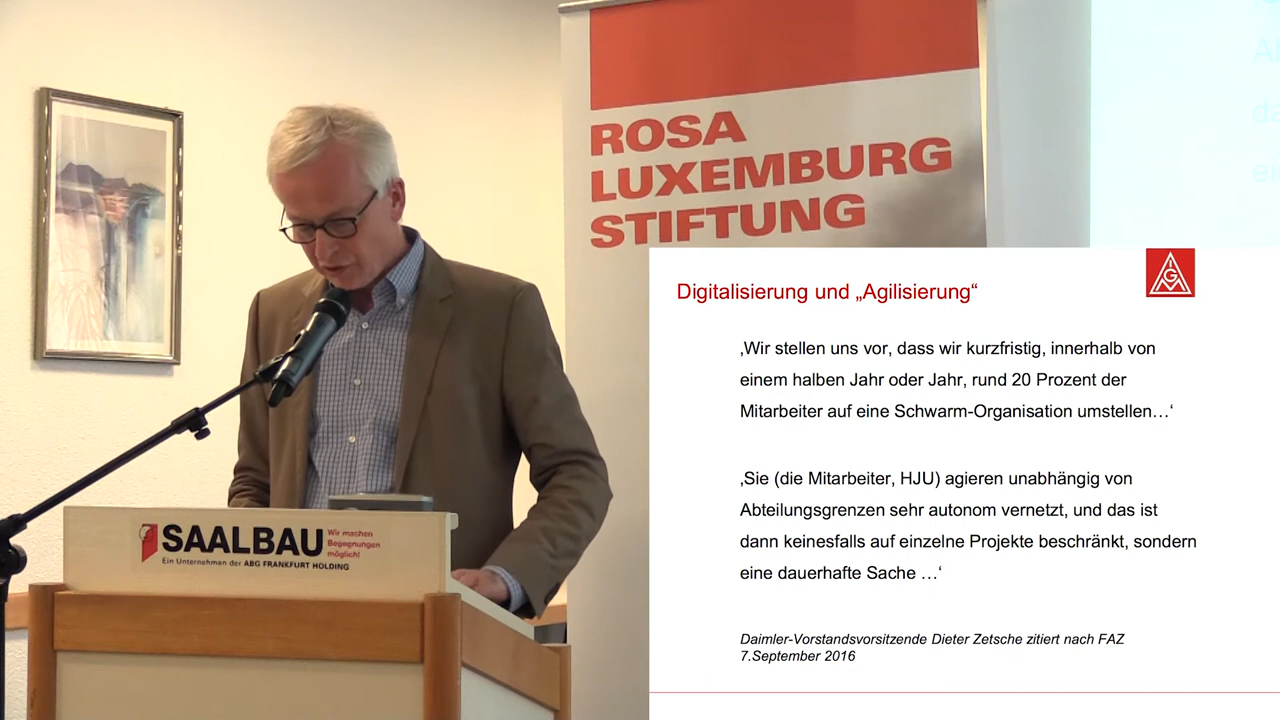 ROSA
LUXEMBURG
STIFTUNG
SAALBAU
Wir machen
Begegnungen
möglich!
Ein Unternehmen der ABG FRANKFURT HOLDING
Digitalisierung und „Agilisierung“
IGM
‚Wir stellen uns vor, dass wir kurzfristig, innerhalb von
einem halben Jahr oder Jahr, rund 20 Prozent der
Mitarbeiter auf eine Schwarm-Organisation umstellen…‘
‚Sie (die Mitarbeiter, HJU) agieren unabhängig von
Abteilungsgrenzen sehr autonom vernetzt, und das ist
dann keinesfalls auf einzelne Projekte beschränkt, sondern
eine dauerhafte Sache …‘
Daimler-Vorstandsvorsitzende Dieter Zetsche zitiert nach FAZ
7.September 2016